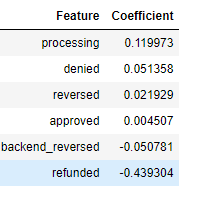 Feature Coefficient
processing 0.119973
denied 0.051358
reversed 0.021929
approved 0.004507
backend_reversed -0.050781
refunded -0.439304